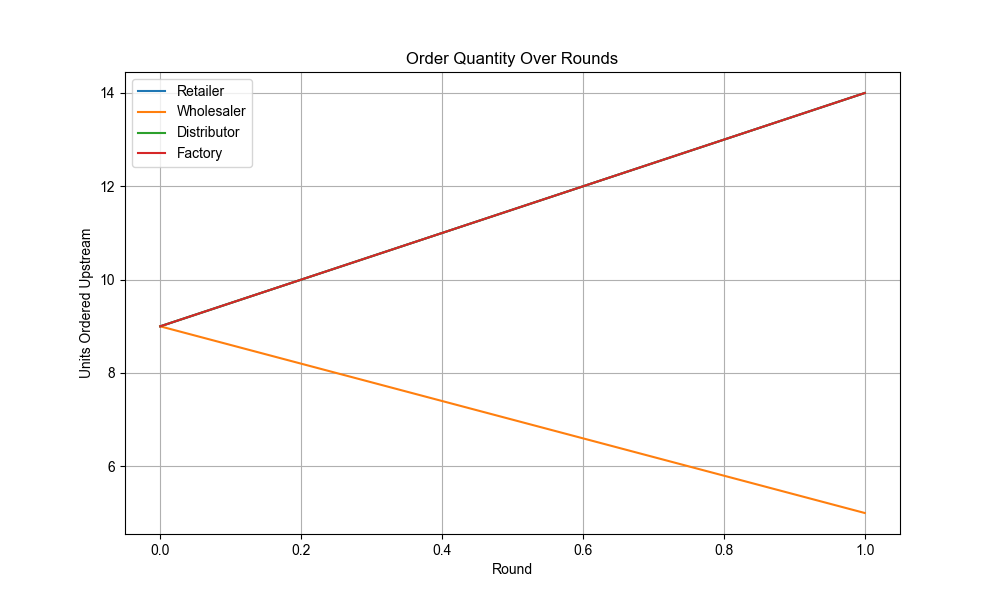 Order Quantity Over Rounds
Retailer
Wholesaler
Distributor
Factory
Units Ordered Upstream
14
12
10
8
6
0.0 0.2 0.4 0.6 0.8 1.0
Round